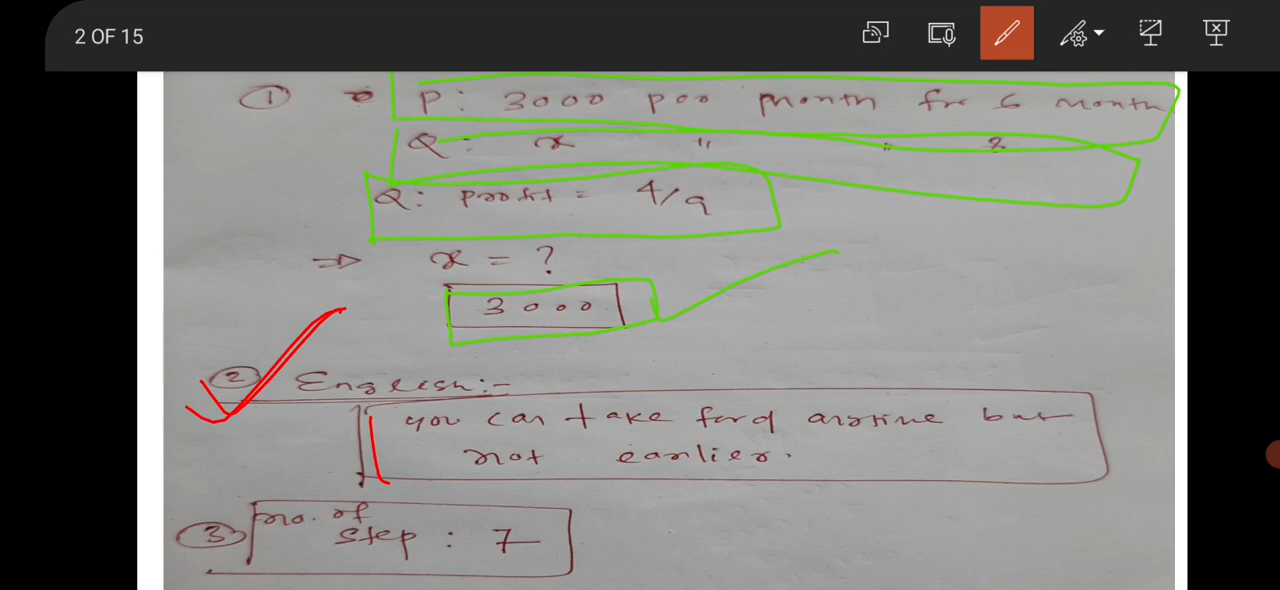 2 OF 15
① P: 3000 per month for 6 month
Q: x " " ?
Q: profit = 4/9
⇒ x = ?
3000
② English:-
you can take food anytime but
not earlier.
③ no. of
step : 7